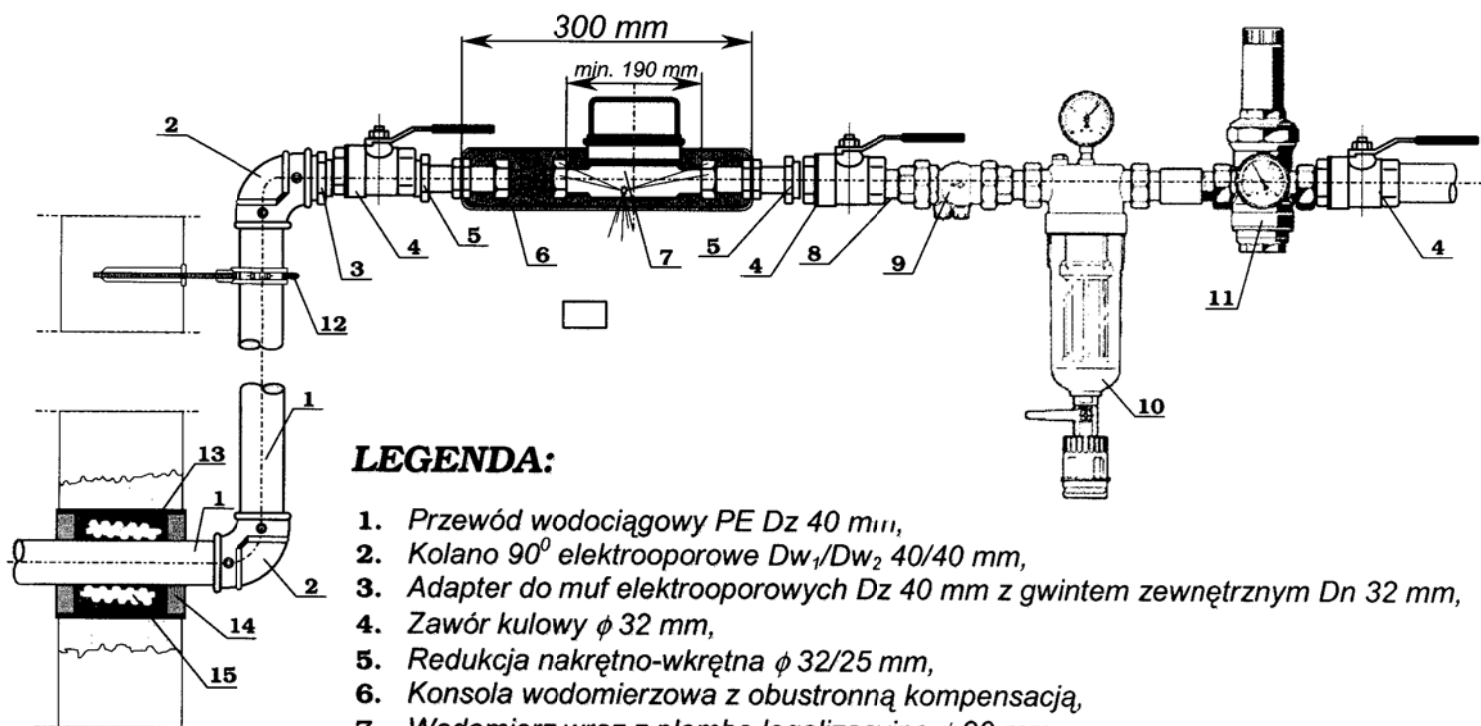 300 mm
min. 190 mm
2
3
4
5
6
7
5
4
8
9
10
11
4
12
1
13
1
2
14
15
LEGENDA:
1. Przewód wodociągowy PE Dz 40 mm,
2. Kolano 90⁰ elektrooporowe Dw₁/Dw₂ 40/40 mm,
3. Adapter do muf elektrooporowych Dz 40 mm z gwintem zewnętrznym Dn 32 mm,
4. Zawór kulowy ϕ 32 mm,
5. Redukcja nakrętno-wkrętna ϕ 32/25 mm,
6. Konsola wodomierzowa z obustronną kompensacją,